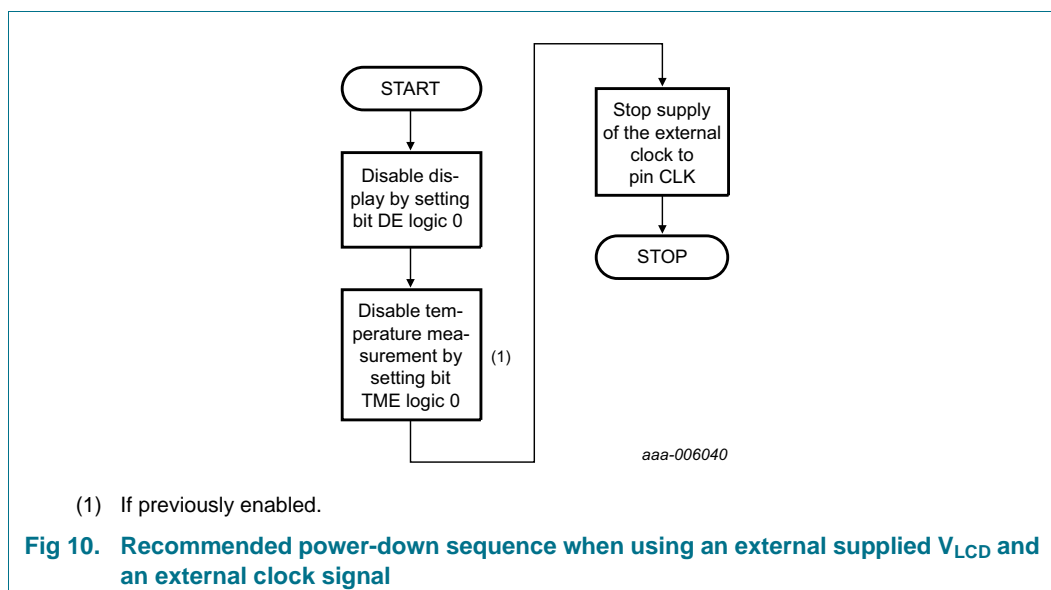 START
Disable dis-
play by setting
bit DE logic 0
Disable tem-
perature mea-
surement by
setting bit
TME logic 0
(1)
Stop supply
of the external
clock to
pin CLK
STOP
aaa-006040
(1) If previously enabled.
Fig 10. Recommended power-down sequence when using an external supplied VLCD and
an external clock signal